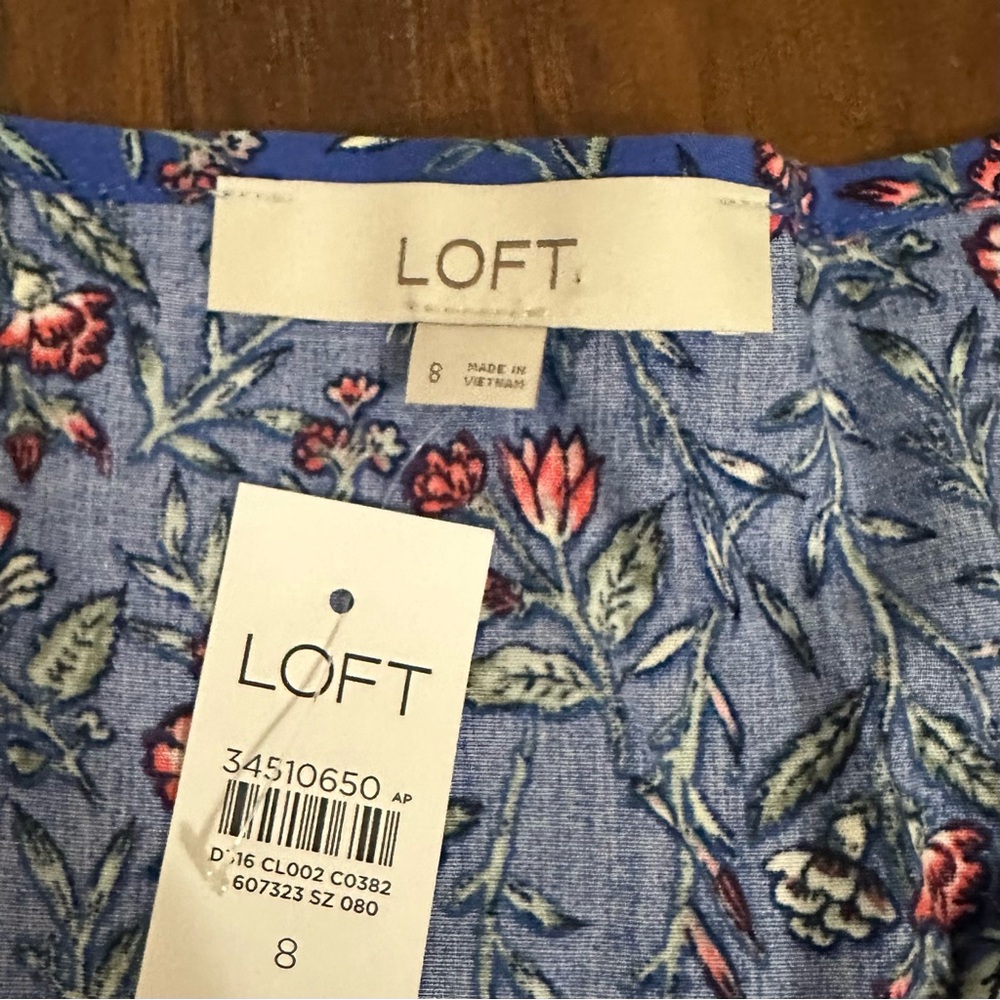 LOFT.
8 MADE IN
VIETNAM
LOFT
34510650 AP
CL002 C0382
607323 SZ 080
8